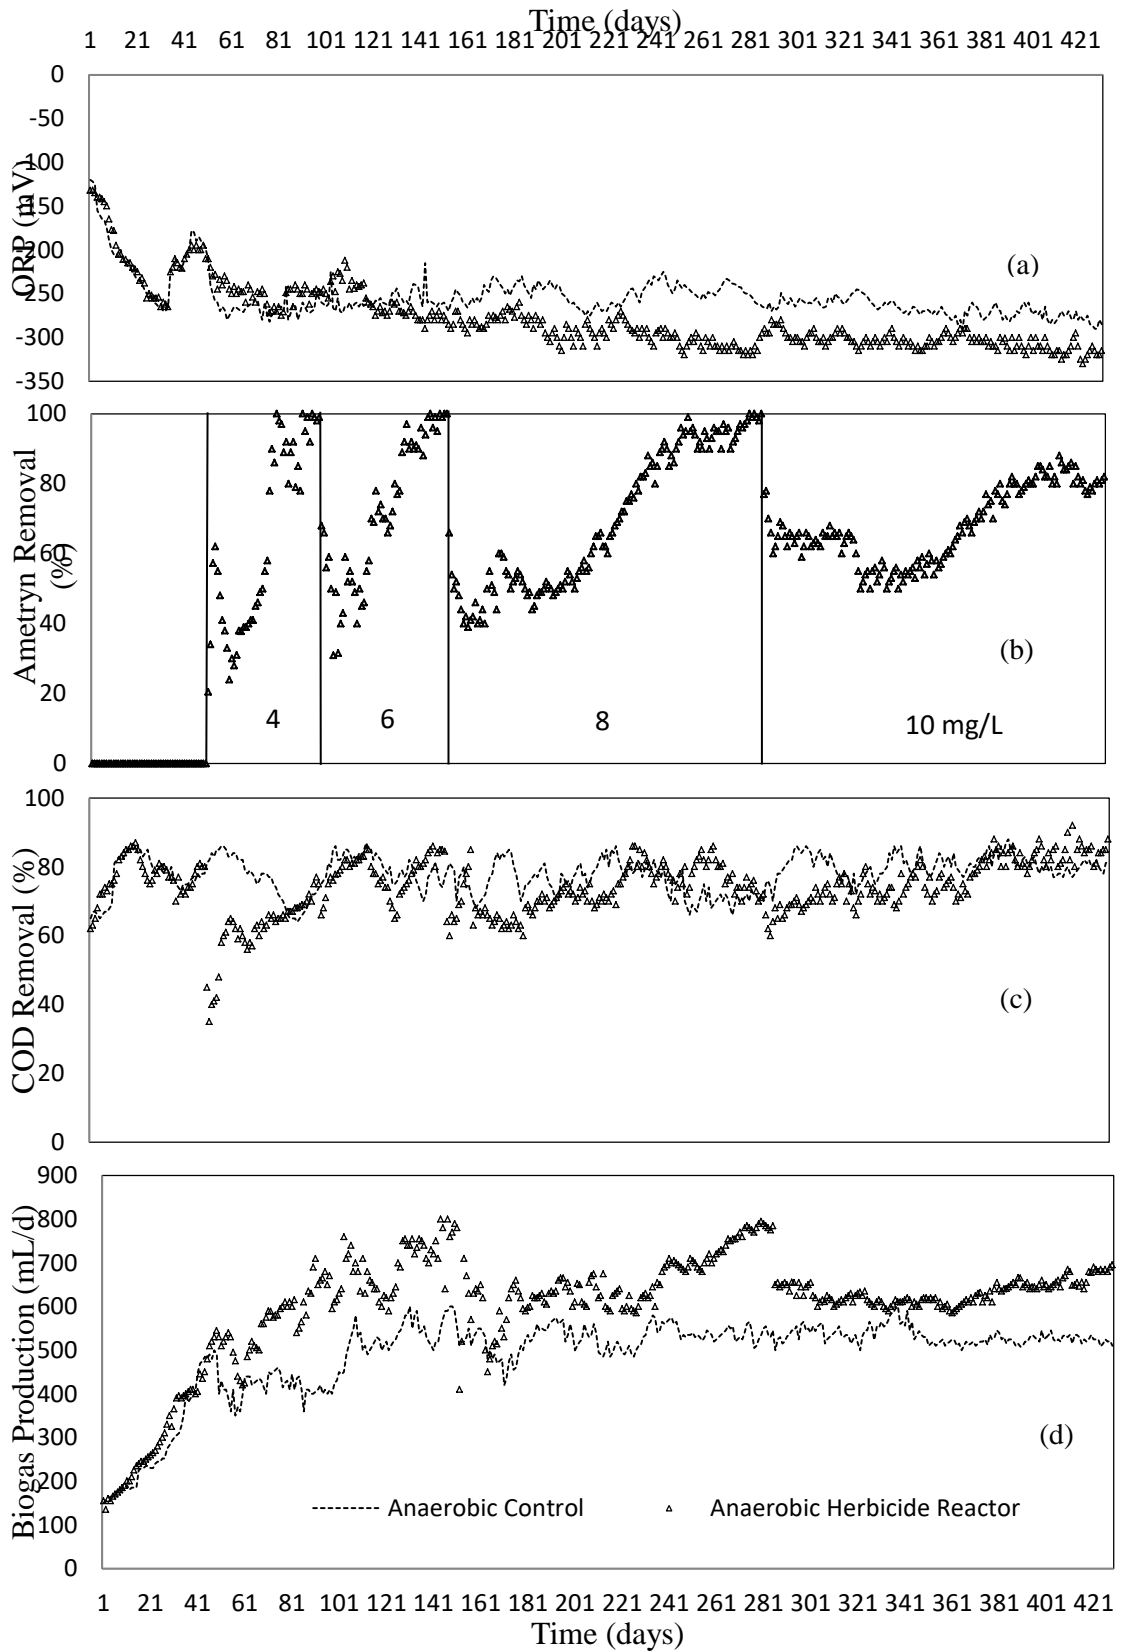 Time (days)
1 21 41 61 81 101 121 141 161 181 201 221 241 261 281 301 321 341 361 381 401 421
0
-50
-100
-150
-200
-250
-300
-350
ORP (mV)
(a)
100
80
60
40
20
0
Ametryn Removal
(%)
(b)
4
6
8
10 mg/L
100
80
60
40
20
0
COD Removal (%)
(c)
900
800
700
600
500
400
300
200
100
0
Biogas Production (mL/d)
(d)
Anaerobic Control
Anaerobic Herbicide Reactor
1 21 41 61 81 101 121 141 161 181 201 221 241 261 281 301 321 341 361 381 401 421
Time (days)